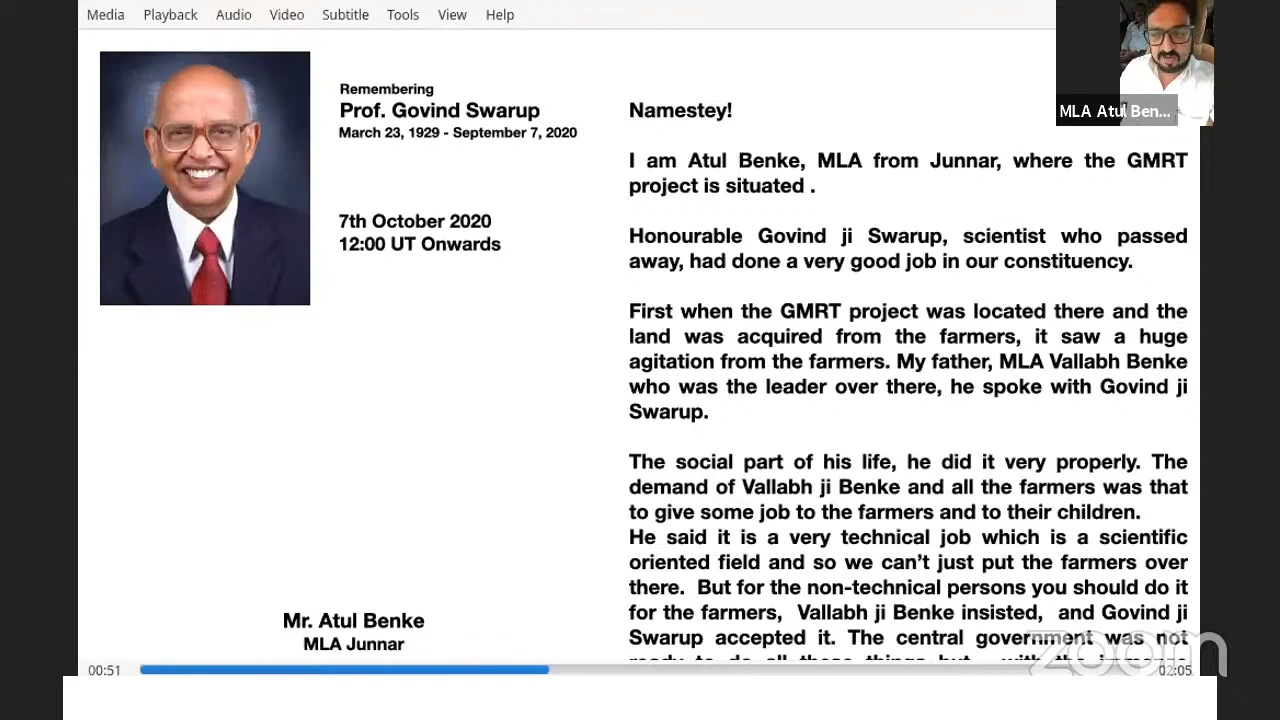 Media Playback Audio Video Subtitle Tools View Help
MLA Atul Ben...
Remembering
Prof. Govind Swarup
March 23, 1929 - September 7, 2020
7th October 2020
12:00 UT Onwards
Namestey!
I am Atul Benke, MLA from Junnar, where the GMRT
project is situated .
Honourable Govind ji Swarup, scientist who passed
away, had done a very good job in our constituency.
First when the GMRT project was located there and the
land was acquired from the farmers, it saw a huge
agitation from the farmers. My father, MLA Vallabh Benke
who was the leader over there, he spoke with Govind ji
Swarup.
The social part of his life, he did it very properly. The
demand of Vallabh ji Benke and all the farmers was that
to give some job to the farmers and to their children.
He said it is a very technical job which is a scientific
oriented field and so we can’t just put the farmers over
there. But for the non-technical persons you should do it
for the farmers, Vallabh ji Benke insisted, and Govind ji
Swarup accepted it. The central government was not
ready to do all these things but with the immense
Mr. Atul Benke
MLA Junnar
00:51
02:05
zoom